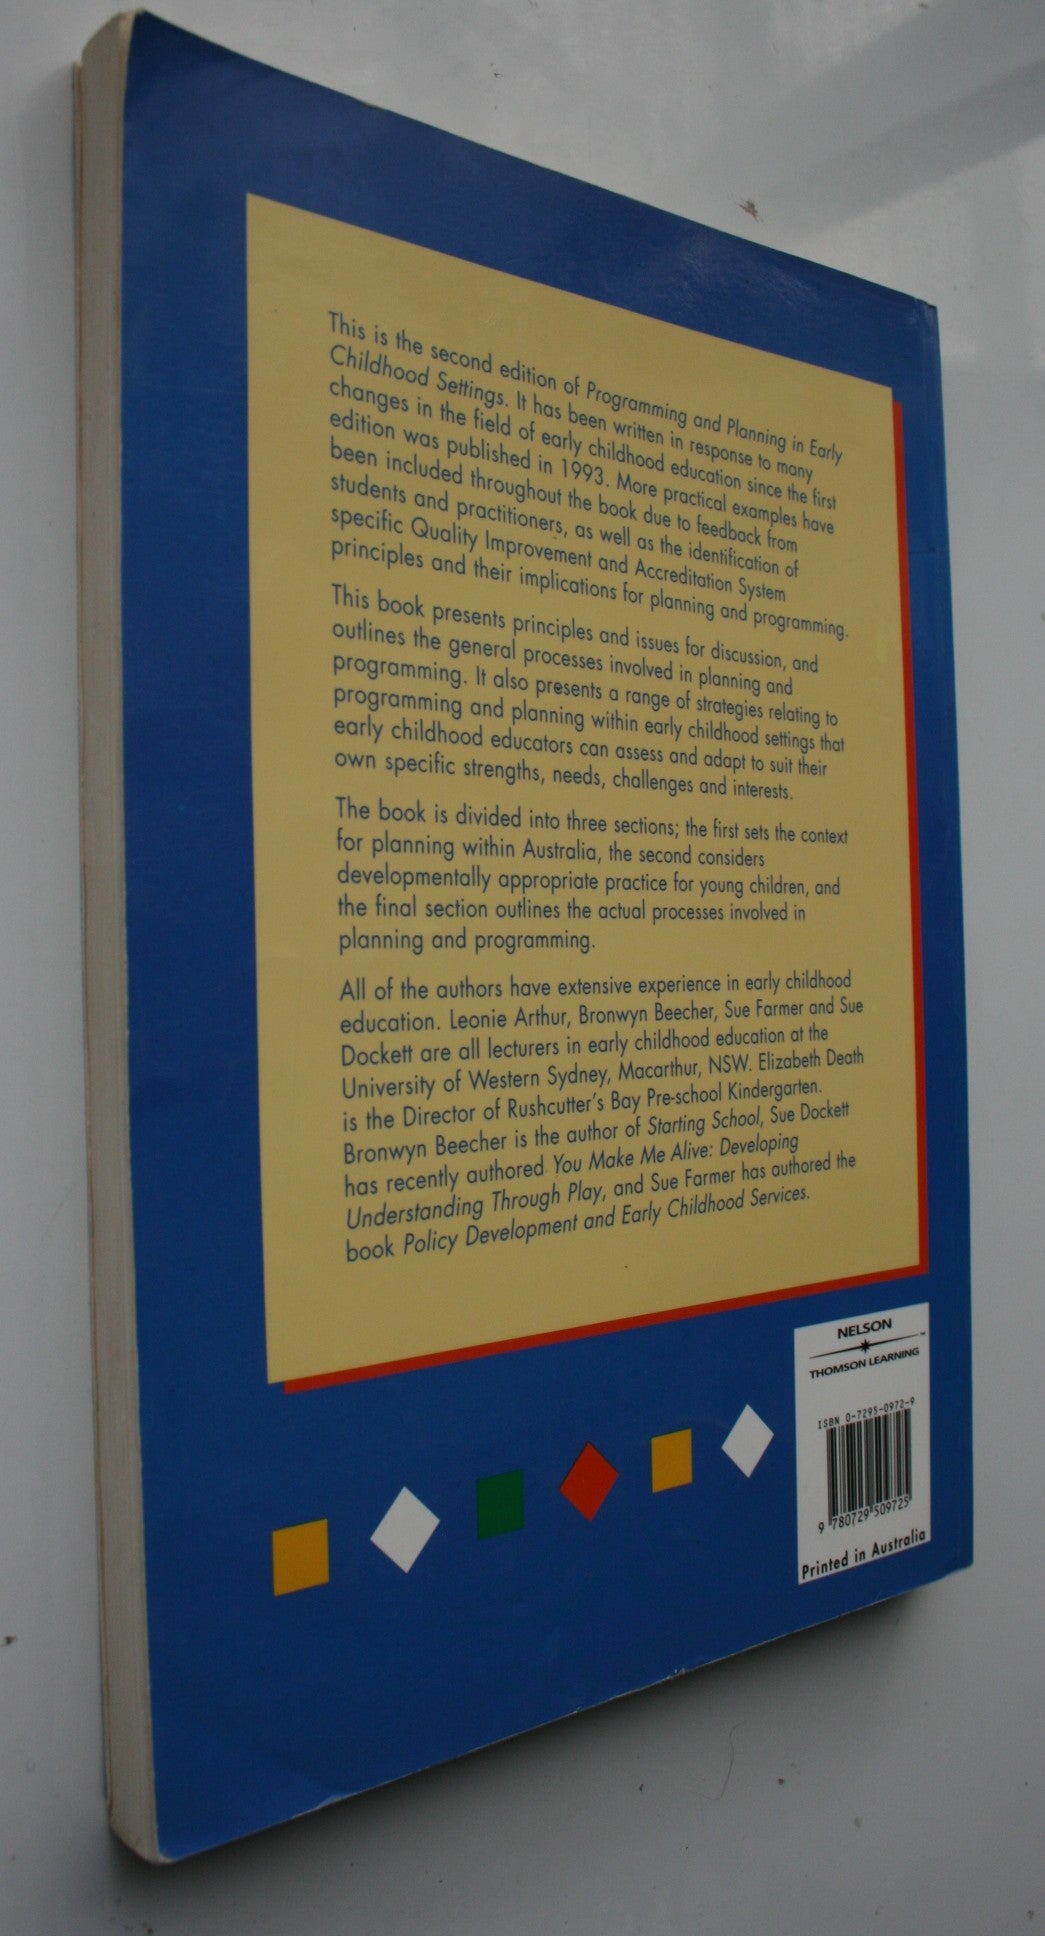 This is the second edition of Programming and Planning in Early
Childhood Settings. It has been written in response to many
changes in the field of early childhood education since the first
edition was published in 1993. More practical examples have
been included throughout the book due to feedback from
students and practitioners, as well as the identification of
specific Quality Improvement and Accreditation System
principles and their implications for planning and programming.
This book presents principles and issues for discussion, and
outlines the general processes involved in planning and
programming. It also presents a range of strategies relating to
programming and planning within early childhood settings that
early childhood educators can assess and adapt to suit their
own specific strengths, needs, challenges and interests.
The book is divided into three sections; the first sets the context
for planning within Australia, the second considers
developmentally appropriate practice for young children, and
the final section outlines the actual processes involved in
planning and programming.
All of the authors have extensive experience in early childhood
education. Leonie Arthur, Bronwyn Beecher, Sue Farmer and Sue
Dockett are all lecturers in early childhood education at the
University of Western Sydney, Macarthur, NSW. Elizabeth Death
is the Director of Rushcutter's Bay Pre-school Kindergarten.
Bronwyn Beecher is the author of Starting School, Sue Dockett
has recently authored You Make Me Alive: Developing
Understanding Through Play, and Sue Farmer has authored the
book Policy Development and Early Childhood Services.
NELSON
™
THOMSON LEARNING
ISBN 0-7295-0972-9
9 780729 509725
Printed in Australia